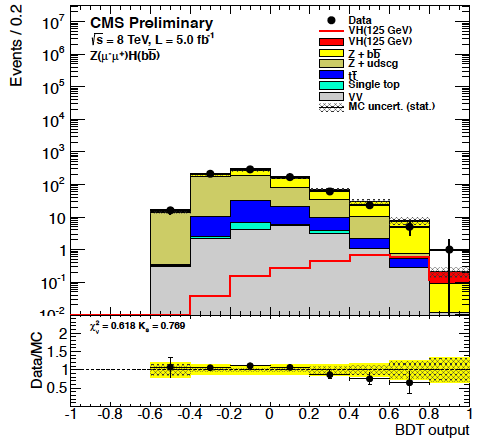 CMS Preliminary
√s = 8 TeV, L = 5.0 fb⁻¹
Z(μ⁻μ⁺)H(bb̅)
Data
VH(125 GeV)
VH(125 GeV)
Z + bb̅
Z + udscg
tt̅
Single top
VV
MC uncert. (stat.)
Events / 0.2
10⁷
10⁶
10⁵
10⁴
10³
10²
10
1
10⁻¹
10⁻²
χ²ᵥ = 0.618 Kₛ = 0.769
Data/MC
2
1.5
1
0.5
-1 -0.8 -0.6 -0.4 -0.2 0 0.2 0.4 0.6 0.8 1
BDT output